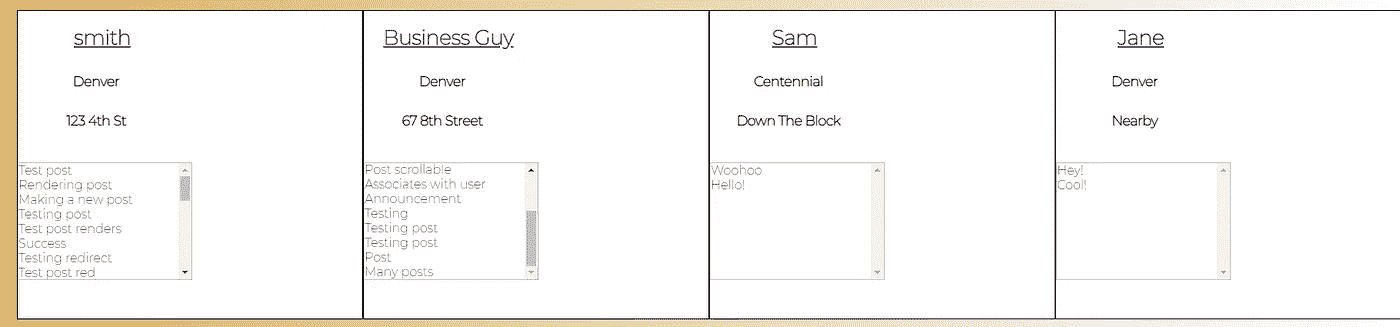 smith
Denver
123 4th St
Test post
Rendering post
Making a new post
Testing post
Test post renders
Success
Testing redirect
Test post red
Business Guy
Denver
67 8th Street
Post scrollable
Associates with user
Announcement
Testing
Testing post
Testing post
Post
Many posts
Sam
Centennial
Down The Block
Woohoo
Hello!
Jane
Denver
Nearby
Hey!
Cool!